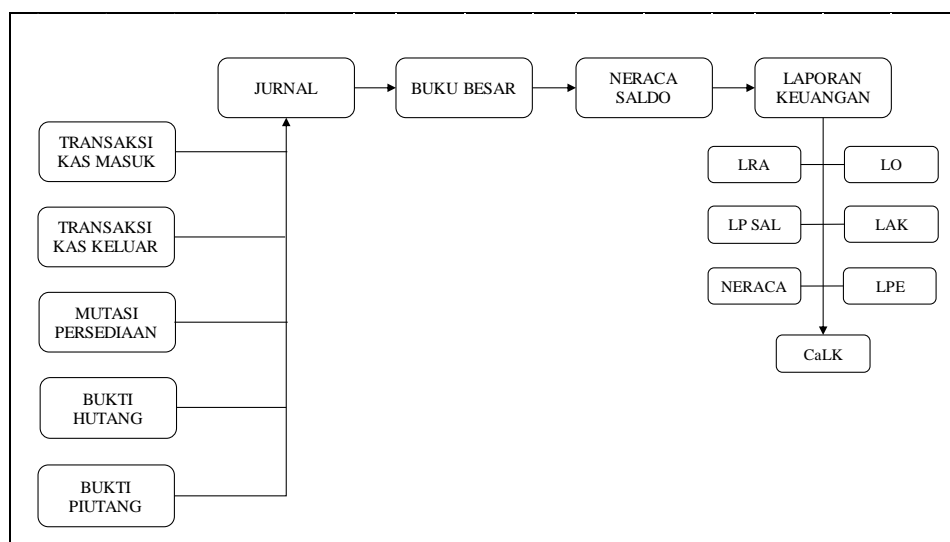 JURNAL
BUKU BESAR
NERACA
SALDO
LAPORAN
KEUANGAN
TRANSAKSI
KAS MASUK
TRANSAKSI
KAS KELUAR
MUTASI
PERSEDIAAN
BUKTI
HUTANG
BUKTI
PIUTANG
LRA
LO
LP SAL
LAK
NERACA
LPE
CaLK